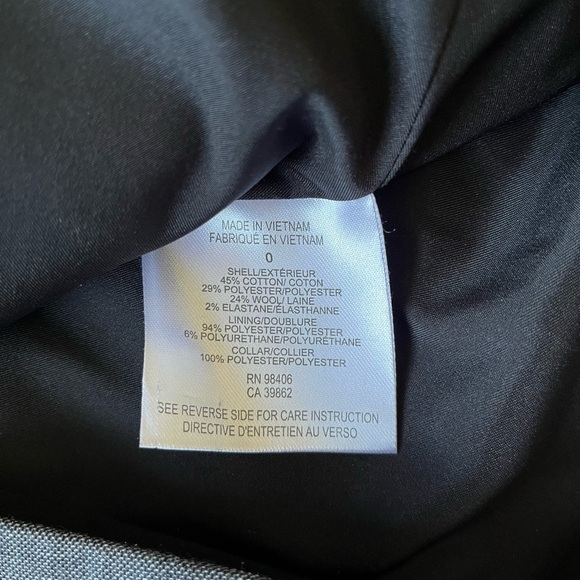 MADE IN VIETNAM
FABRIQUÉ EN VIETNAM
0
SHELL/EXTÉRIEUR
45% COTTON/ COTON
29% POLYESTER/POLYESTER
24% WOOL/ LAINE
2% ELASTANE/ÉLASTHANNE
LINING/DOUBLURE
94% POLYESTER/POLYESTER
6% POLYURETHANE/POLYURÉTHANE
COLLAR/COLLIER
100% POLYESTER/POLYESTER
RN 98406
CA 39862
SEE REVERSE SIDE FOR CARE INSTRUCTION
DIRECTIVE D'ENTRETIEN AU VERSO